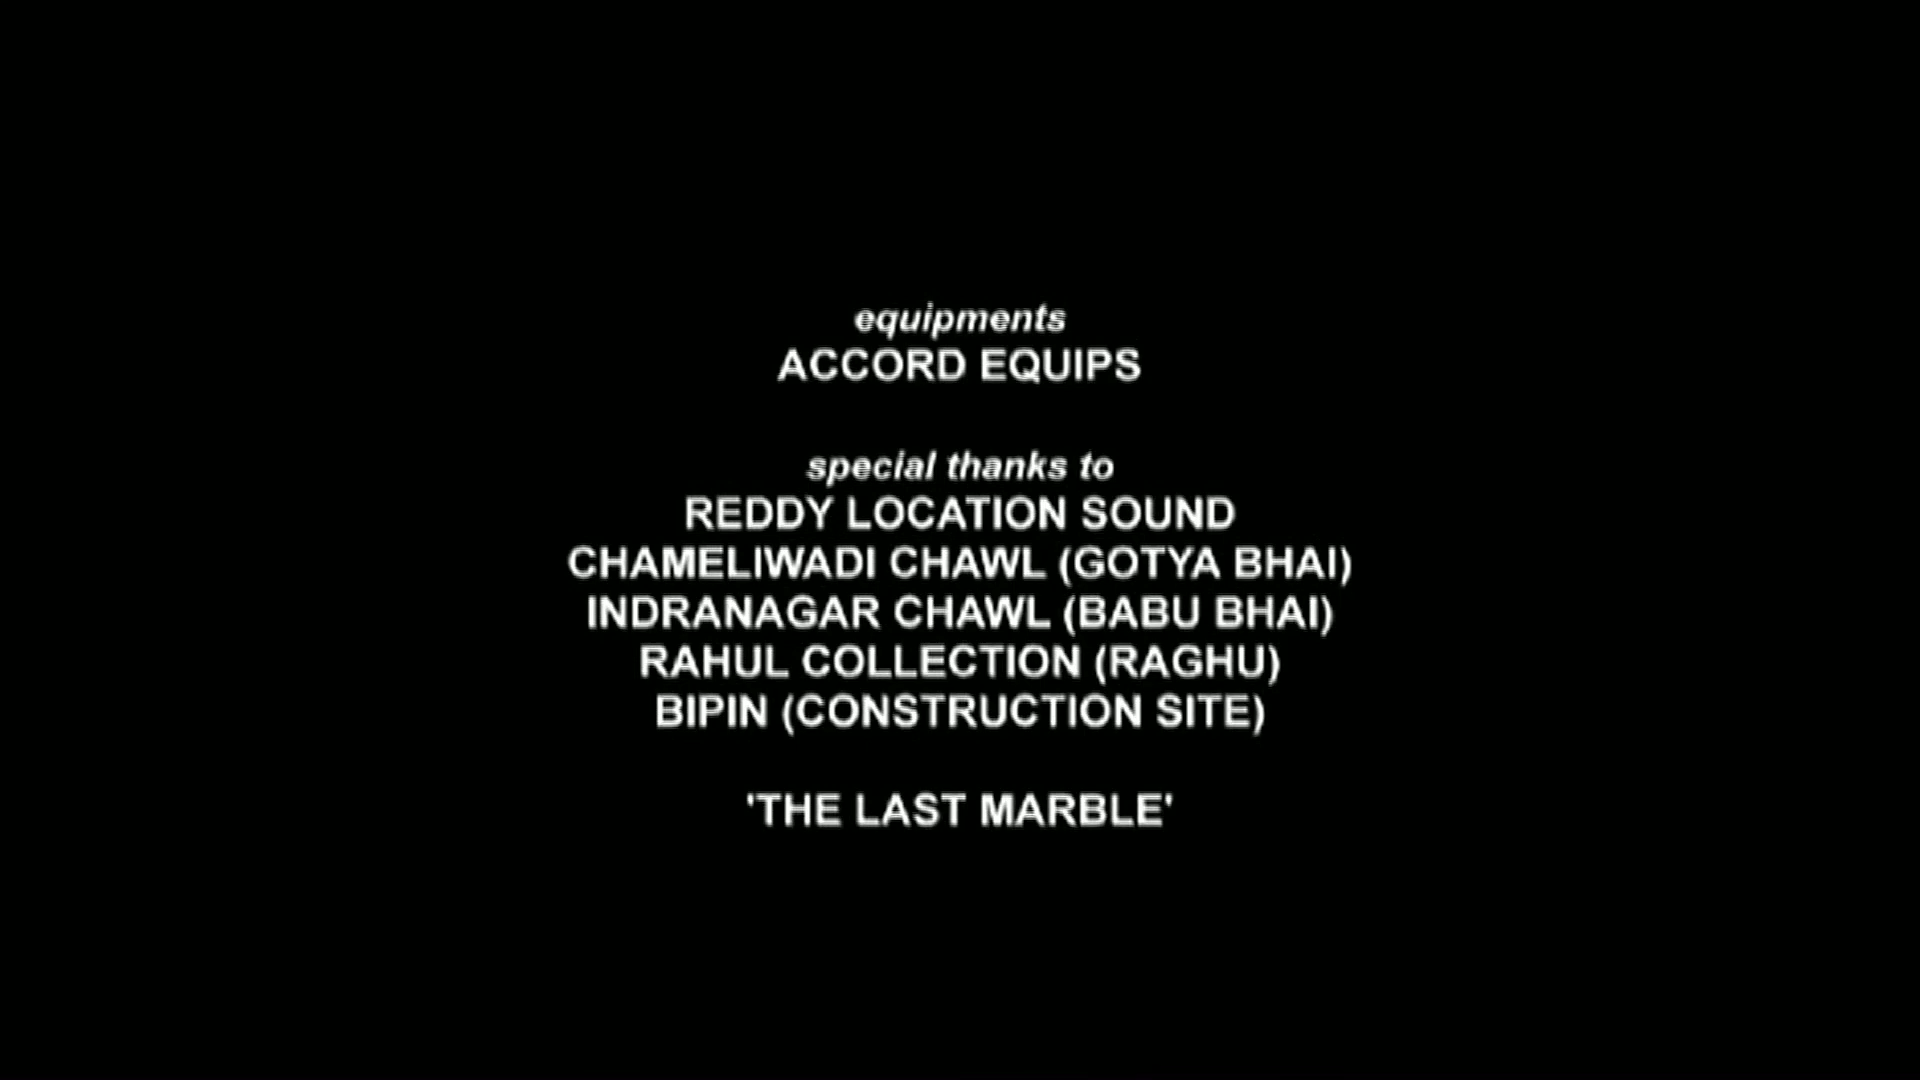 equipments
ACCORD EQUIPS
special thanks to
REDDY LOCATION SOUND
CHAMELIWADI CHAWL (GOTYA BHAI)
INDRANAGAR CHAWL (BABU BHAI)
RAHUL COLLECTION (RAGHU)
BIPIN (CONSTRUCTION SITE)
'THE LAST MARBLE'